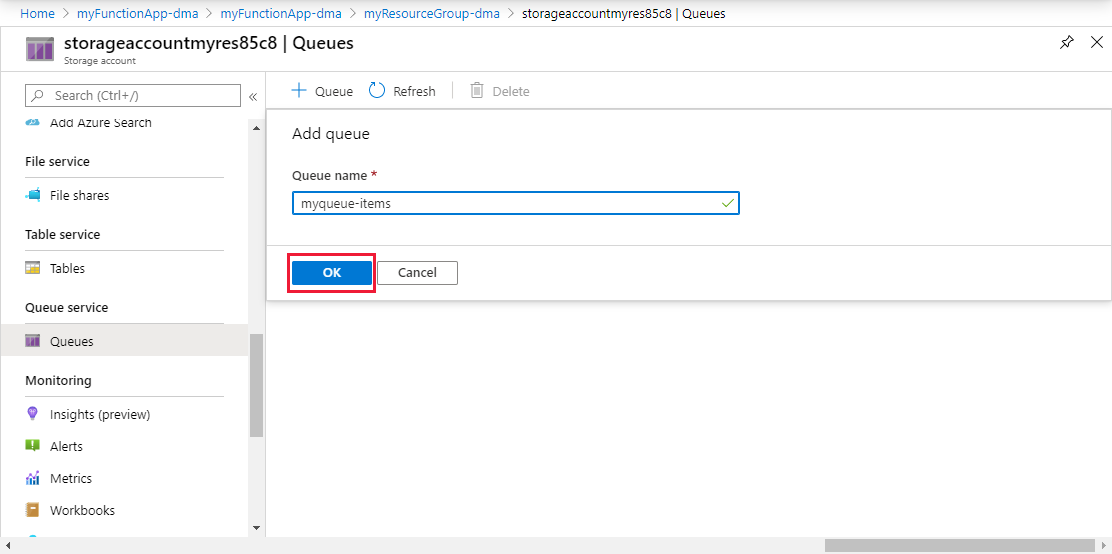 Home > myFunctionApp-dma > myFunctionApp-dma > myResourceGroup-dma > storageaccountmyres85c8 | Queues
storageaccountmyres85c8 | Queues
Storage account
Search (Ctrl+/)
Add Azure Search
File service
File shares
Table service
Tables
Queue service
Queues
Monitoring
Insights (preview)
Alerts
Metrics
Workbooks
+ Queue Refresh | Delete
Add queue
Queue name *
myqueue-items
OK Cancel